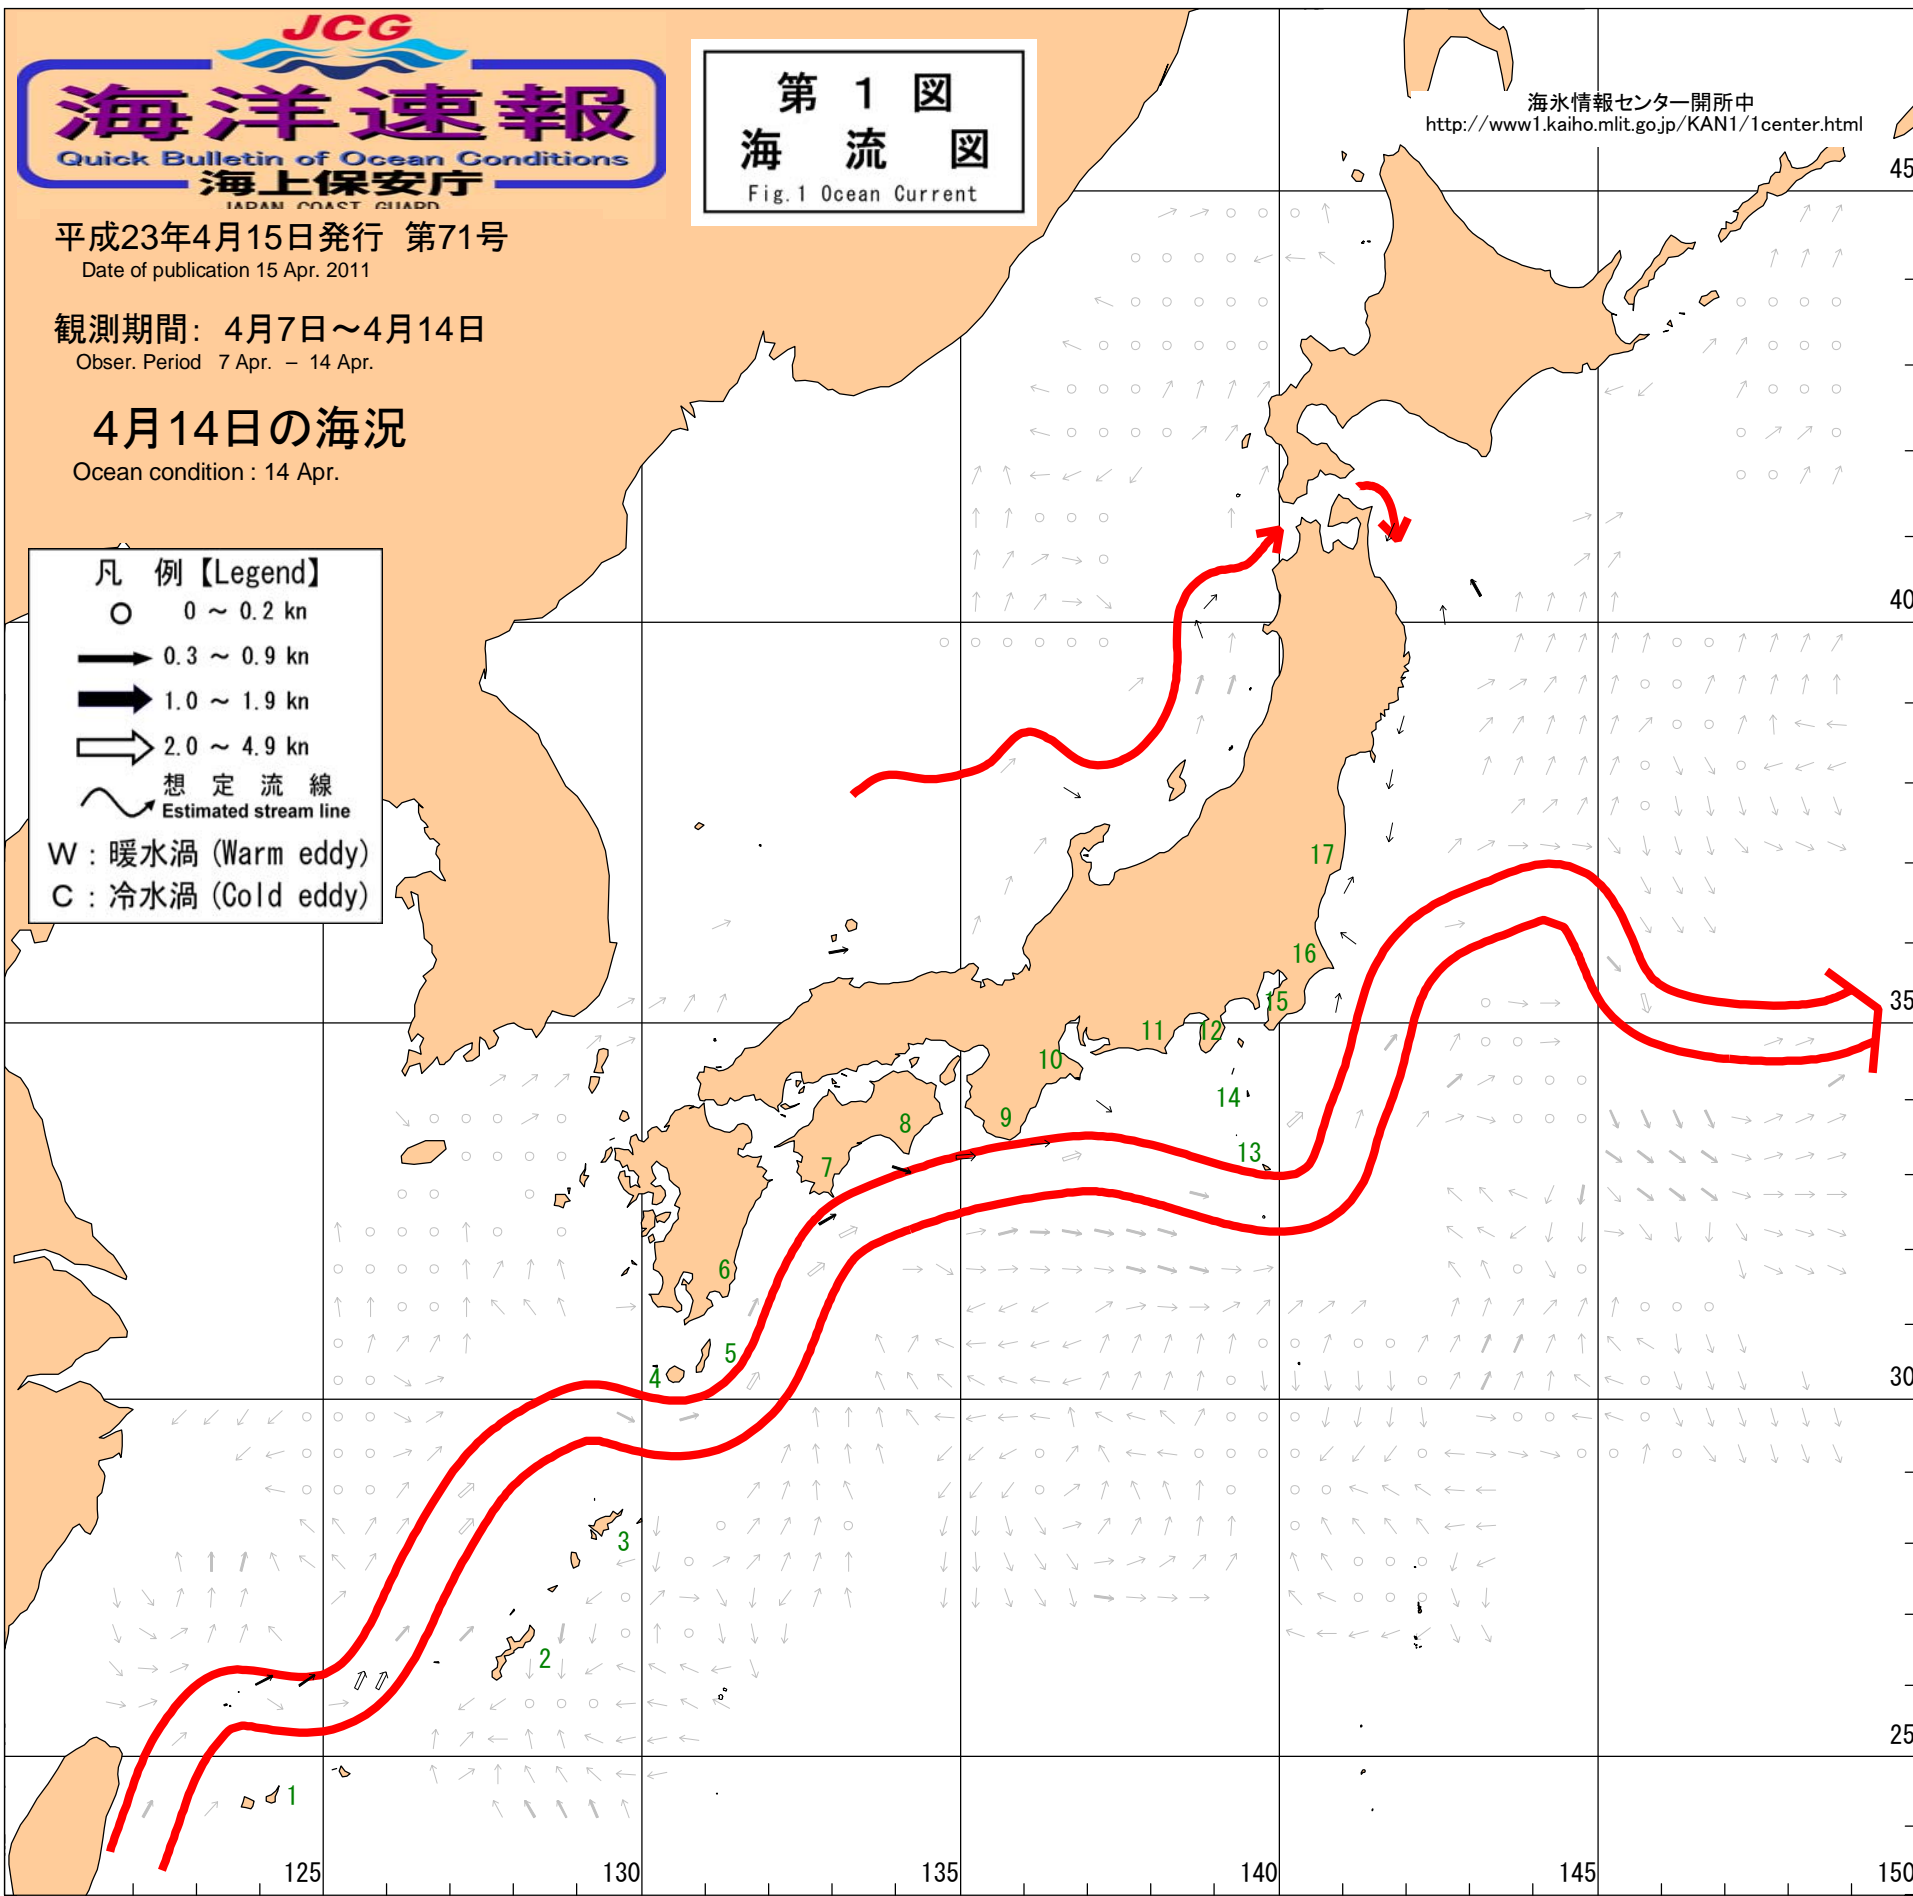 JCG
海洋速報
Quick Bulletin of Ocean Conditions
海上保安庁
JAPAN COAST GUARD
第 1 図
海 流 図
Fig.1 Ocean Current
海氷情報センター開所中
http://www1.kaiho.mlit.go.jp/KAN1/1center.html
平成23年4月15日発行 第71号
Date of publication 15 Apr. 2011
観測期間: 4月7日～4月14日
Obser. Period 7 Apr. – 14 Apr.
4月14日の海況
Ocean condition : 14 Apr.
凡 例【Legend】
0 ～ 0.2 kn
0.3 ～ 0.9 kn
1.0 ～ 1.9 kn
2.0 ～ 4.9 kn
想 定 流 線
Estimated stream line
W : 暖水渦 (Warm eddy)
C : 冷水渦 (Cold eddy)
45
40
35
30
25
17
16
15
12
11
10
14
9
8
13
7
6
5
4
3
2
1
125
130
135
140
145
150